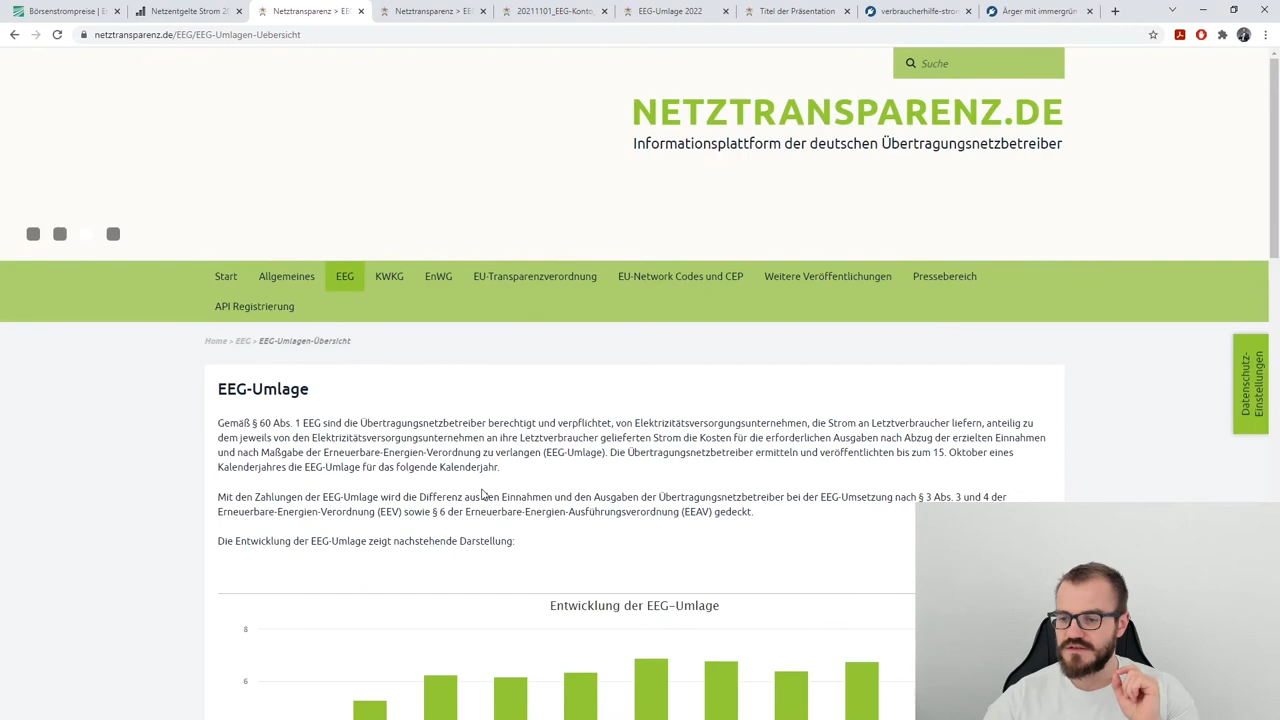 Börsenstrompreise | E
Netzentgelte Strom 2
Netztransparenz > EEG
Netztransparenz > EEG
20211101_EEG-Konto,
EEG-Umlage 2022
Titel der Präsentation
verbraucherhilfe-stron
Ärger mit immergrün
netztransparenz.de/EEG/EEG-Umlagen-Uebersicht
Suche
NETZTRANSPARENZ.DE
Informationsplattform der deutschen Übertragungsnetzbetreiber
Start Allgemeines EEG KWKG EnWG EU-Transparenzverordnung EU-Network Codes und CEP Weitere Veröffentlichungen Pressebereich
API Registrierung
Home > EEG > EEG-Umlagen-Übersicht
Datenschutz-
Einstellungen
EEG-Umlage
Gemäß § 60 Abs. 1 EEG sind die Übertragungsnetzbetreiber berechtigt und verpflichtet, von Elektrizitätsversorgungsunternehmen, die Strom an Letztverbraucher liefern, anteilig zu
dem jeweils von den Elektrizitätsversorgungsunternehmen an ihre Letztverbraucher gelieferten Strom die Kosten für die erforderlichen Ausgaben nach Abzug der erzielten Einnahmen
und nach Maßgabe der Erneuerbare-Energien-Verordnung zu verlangen (EEG-Umlage). Die Übertragungsnetzbetreiber ermitteln und veröffentlichten bis zum 15. Oktober eines
Kalenderjahres die EEG-Umlage für das folgende Kalenderjahr.
Mit den Zahlungen der EEG-Umlage wird die Differenz aus den Einnahmen und den Ausgaben der Übertragungsnetzbetreiber bei der EEG-Umsetzung nach § 3 Abs. 3 und 4 der
Erneuerbare-Energien-Verordnung (EEV) sowie § 6 der Erneuerbare-Energien-Ausführungsverordnung (EEAV) gedeckt.
Die Entwicklung der EEG-Umlage zeigt nachstehende Darstellung:
Entwicklung der EEG-Umlage
8
6